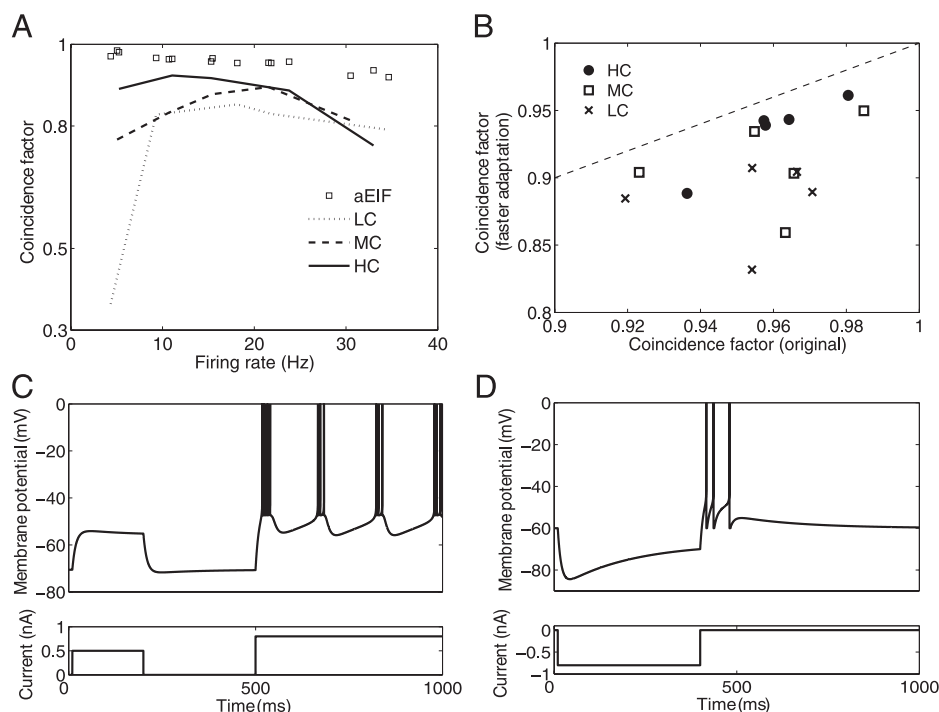 A
1
0.8
0.5
0.3
Coincidence factor
aEIF
LC
MC
HC
0 10 20 30 40
Firing rate (Hz)
B
1
0.95
0.9
0.85
0.8
Coincidence factor
(faster adaptation)
HC
MC
LC
0.9 0.92 0.94 0.96 0.98 1
Coincidence factor (original)
C
0
−20
−40
−60
−80
Membrane potential (mV)
1
0.5
0
Current (nA)
0 500 1000
Time (ms)
D
0
−20
−40
−60
−80
Membrane potential (mV)
0
−0.5
−1
Current (nA)
0 500 1000
Time (ms)